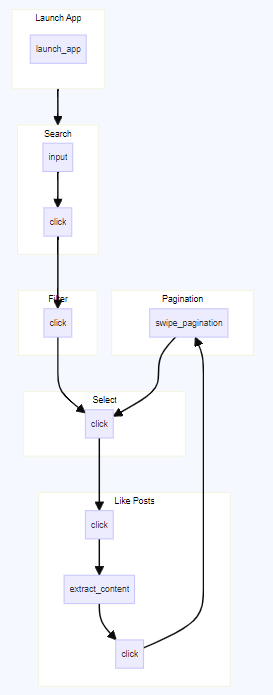 Launch App
launch_app
Search
input
click
Filter
click
Pagination
swipe_pagination
Select
click
Like Posts
click
extract_content
click